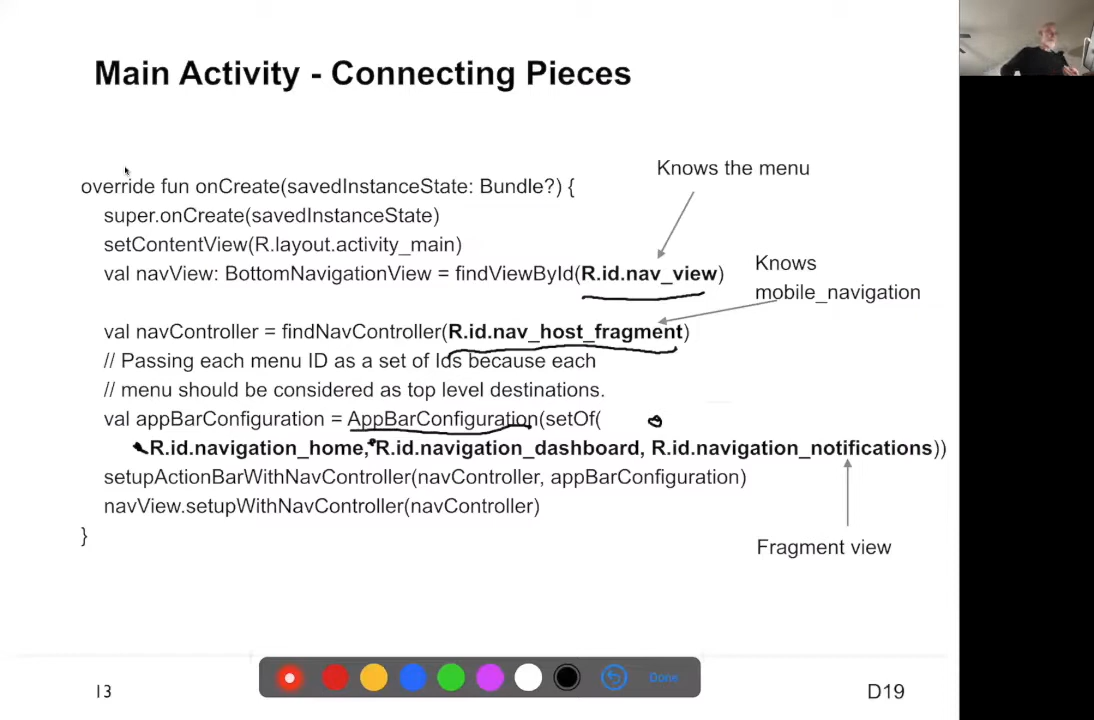 Main Activity - Connecting Pieces
Knows the menu
override fun onCreate(savedInstanceState: Bundle?) {
super.onCreate(savedInstanceState)
setContentView(R.layout.activity_main)
val navView: BottomNavigationView = findViewById(R.id.nav_view)
Knows
mobile_navigation
val navController = findNavController(R.id.nav_host_fragment)
// Passing each menu ID as a set of Ids because each
// menu should be considered as top level destinations.
val appBarConfiguration = AppBarConfiguration(setOf(
R.id.navigation_home, R.id.navigation_dashboard, R.id.navigation_notifications))
setupActionBarWithNavController(navController, appBarConfiguration)
navView.setupWithNavController(navController)
}
Fragment view
Done
13
D19